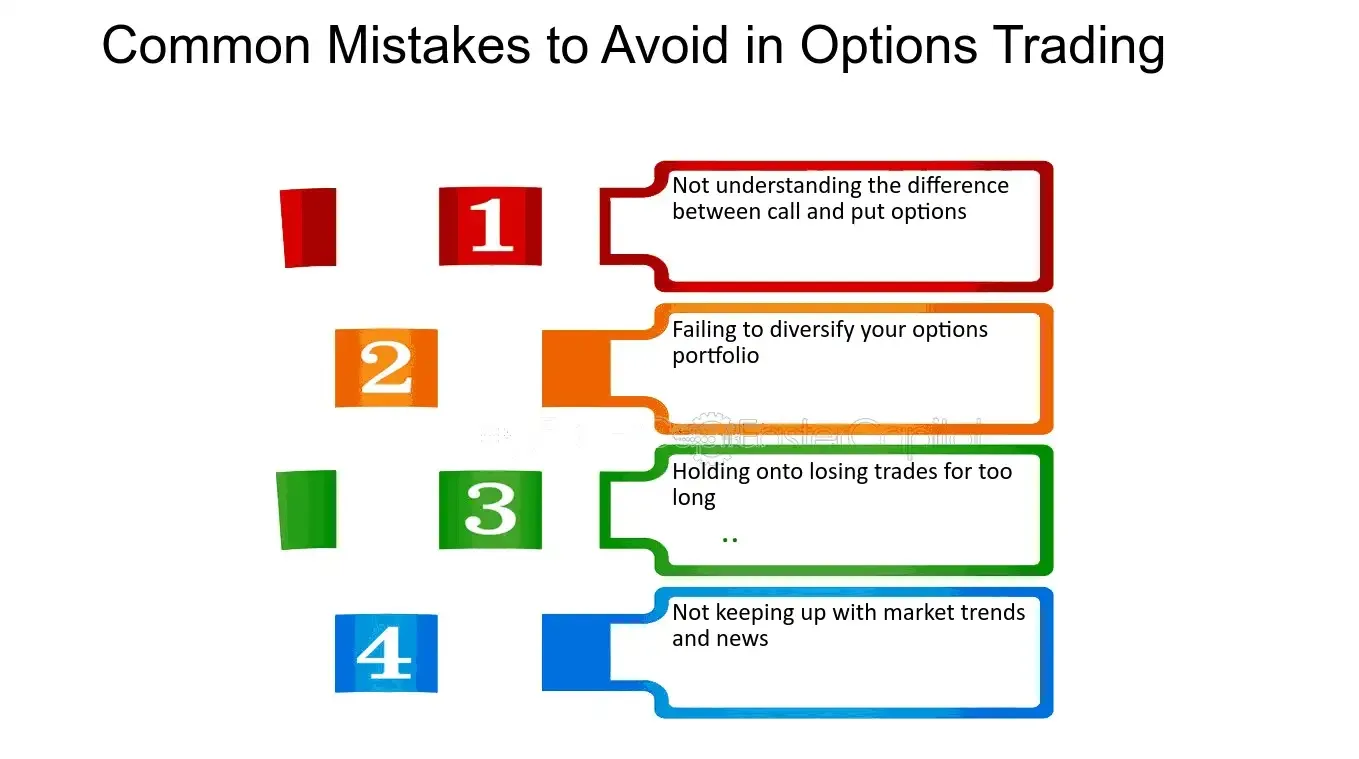 Common Mistakes to Avoid in Options Trading
1
Not understanding the difference
between call and put options
2
Failing to diversify your options
portfolio
3
Holding onto losing trades for too
long
4
Not keeping up with market trends
and news